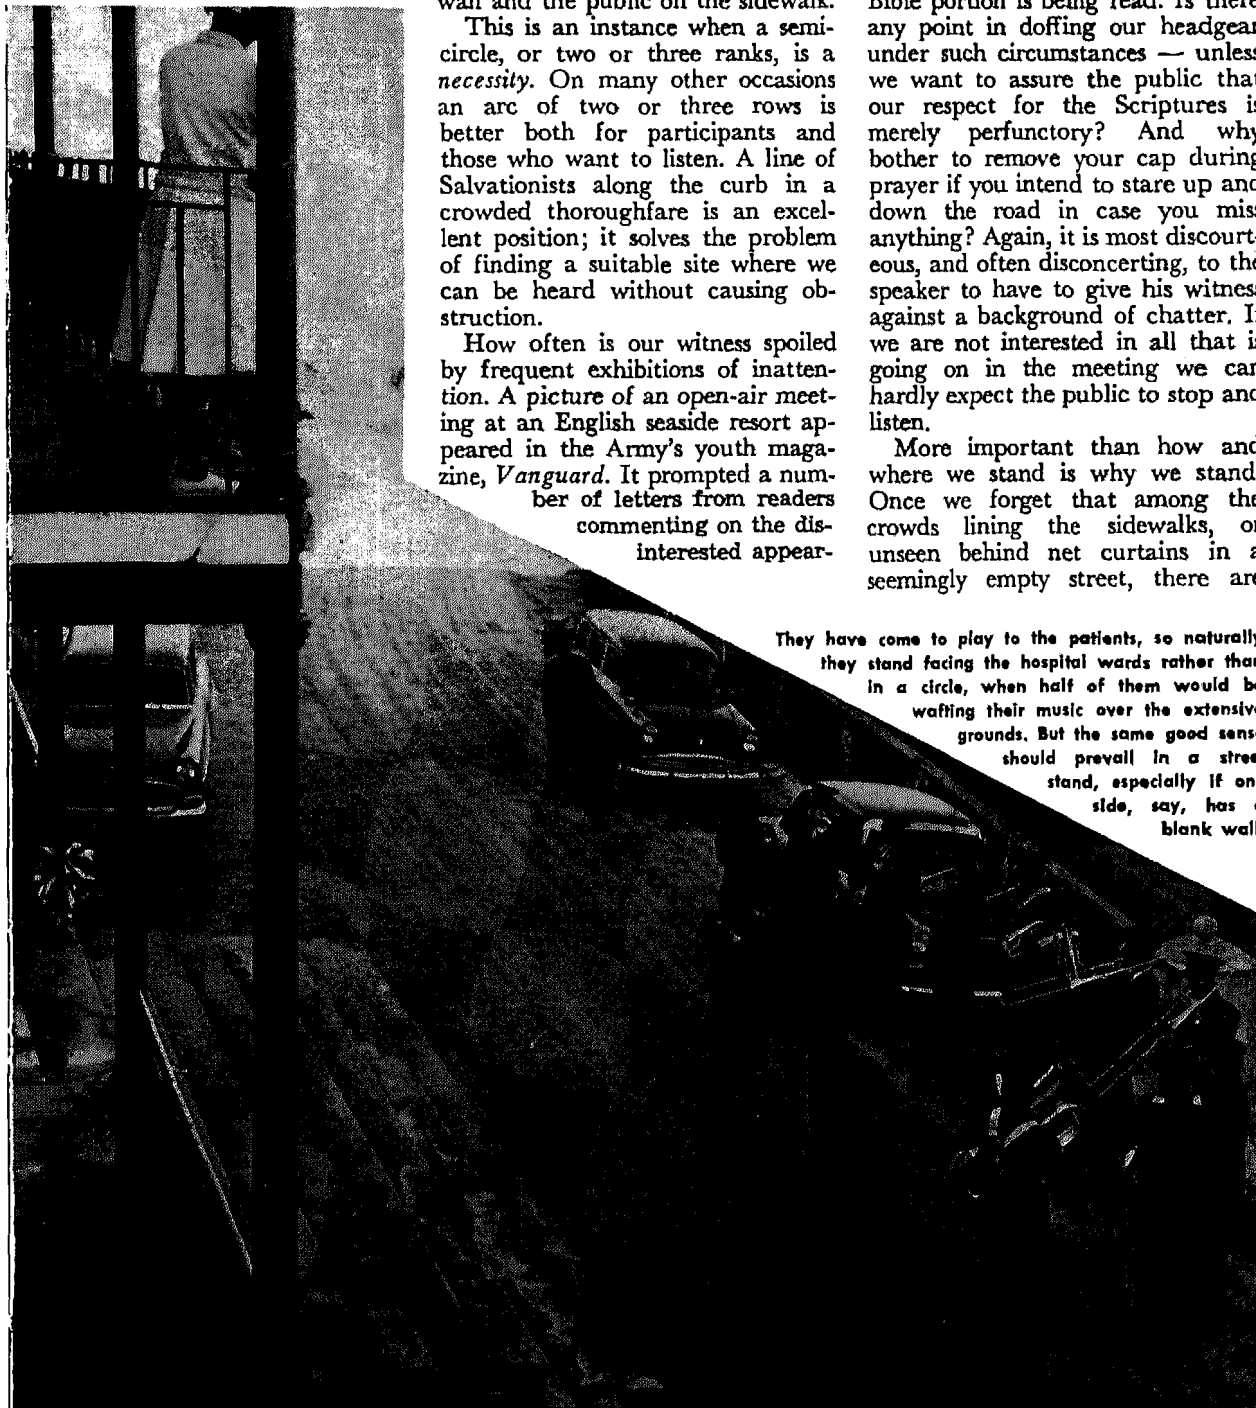 wall and the public on the sidewalk.
This is an instance when a semi-
circle, or two or three ranks, is a
necessity. On many other occasions
an arc of two or three rows is
better both for participants and
those who want to listen. A line of
Salvationists along the curb in a
crowded thoroughfare is an excel-
lent position; it solves the problem
of finding a suitable site where we
can be heard without causing ob-
struction.
How often is our witness spoiled
by frequent exhibitions of inatten-
tion. A picture of an open-air meet-
ing at an English seaside resort ap-
peared in the Army's youth maga-
zine, Vanguard. It prompted a num-
ber of letters from readers
commenting on the dis-
interested appear-
Bible portion is being read. Is there
any point in doffing our headgear
under such circumstances — unless
we want to assure the public that
our respect for the Scriptures is
merely perfunctory? And why
bother to remove your cap during
prayer if you intend to stare up and
down the road in case you miss
anything? Again, it is most discourt-
eous, and often disconcerting, to the
speaker to have to give his witness
against a background of chatter. If
we are not interested in all that is
going on in the meeting we can
hardly expect the public to stop and
listen.
More important than how and
where we stand is why we stand.
Once we forget that among the
crowds lining the sidewalks, or
unseen behind net curtains in a
seemingly empty street, there are
They have come to play to the patients, so naturally
they stand facing the hospital wards rather than
in a circle, when half of them would be
wafting their music over the extensive
grounds. But the same good sense
should prevail in a street
stand, especially if one
side, say, has a
blank wall